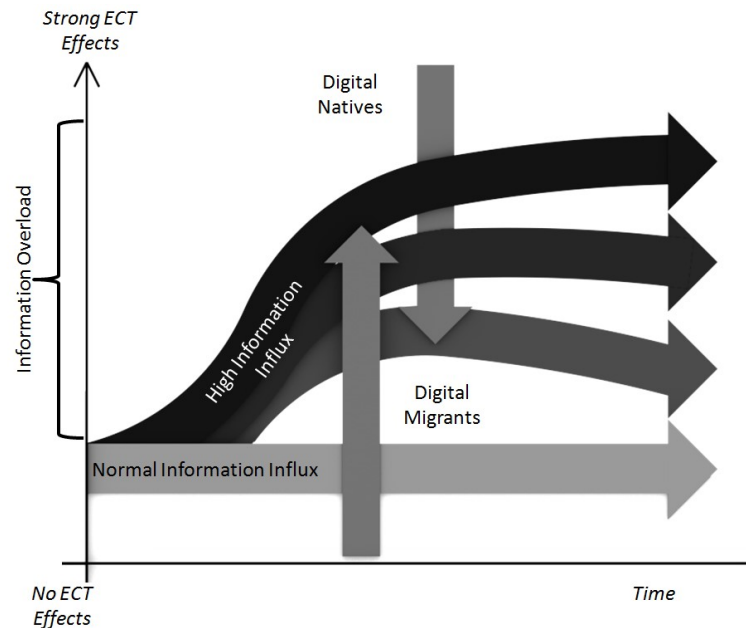 Strong ECT
Effects
Digital
Natives
Information Overload
High Information
Influx
Digital
Migrants
Normal Information Influx
No ECT
Effects
Time